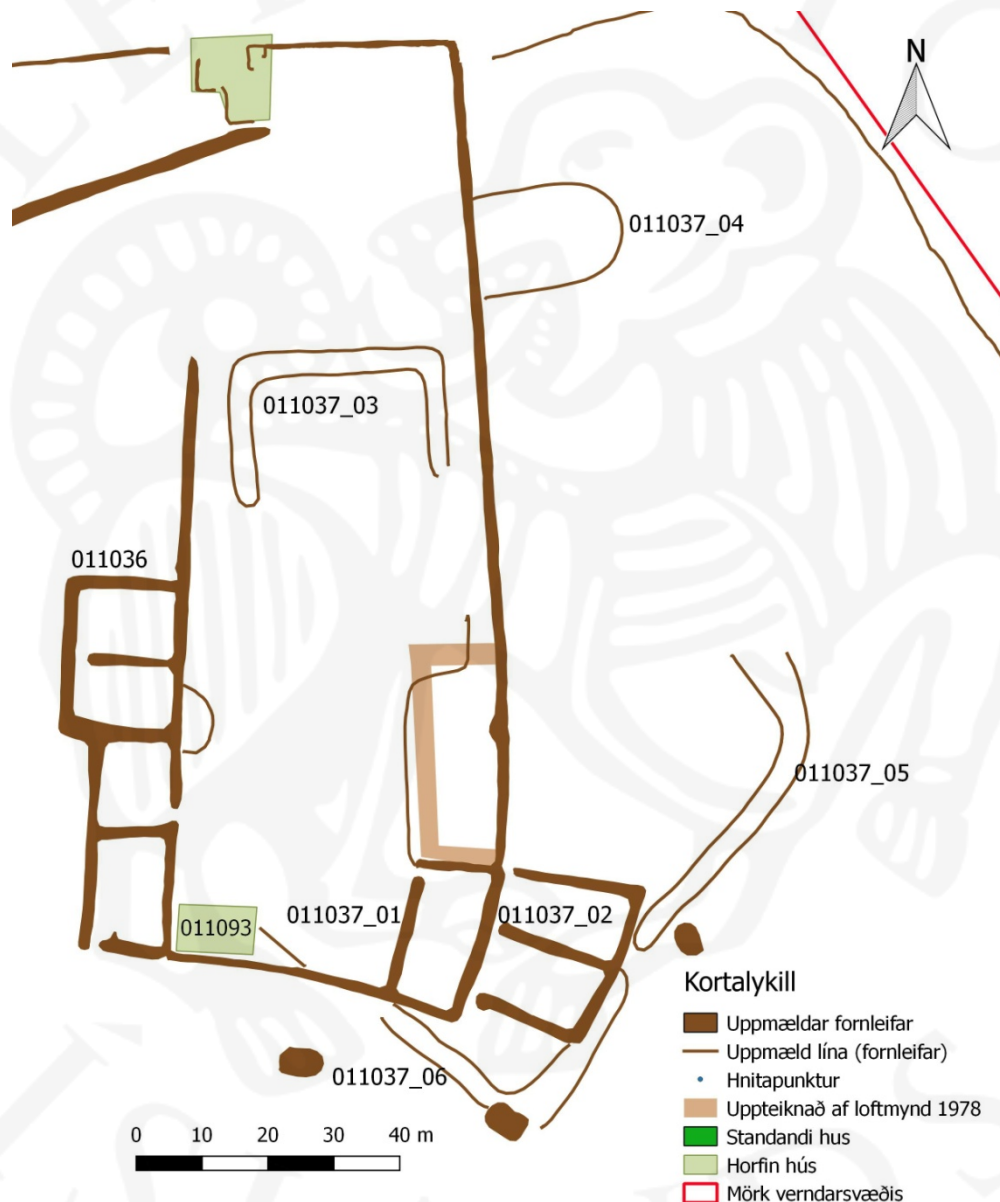 N
011037_04
011037_03
011036
011037_05
011037_01
011037_02
011093
011037_06
0 10 20 30 40 m
Kortalykill
Uppmældar fornleifar
Uppmæld lína (fornleifar)
Hnitapunktur
Uppteiknað af loftmynd 1978
Standandi hus
Horfin hús
Mörk verndarsvæðis